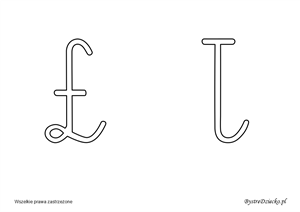 Ł ł
Wszelkie prawa zastrzeżone
BystreDziecko.pl